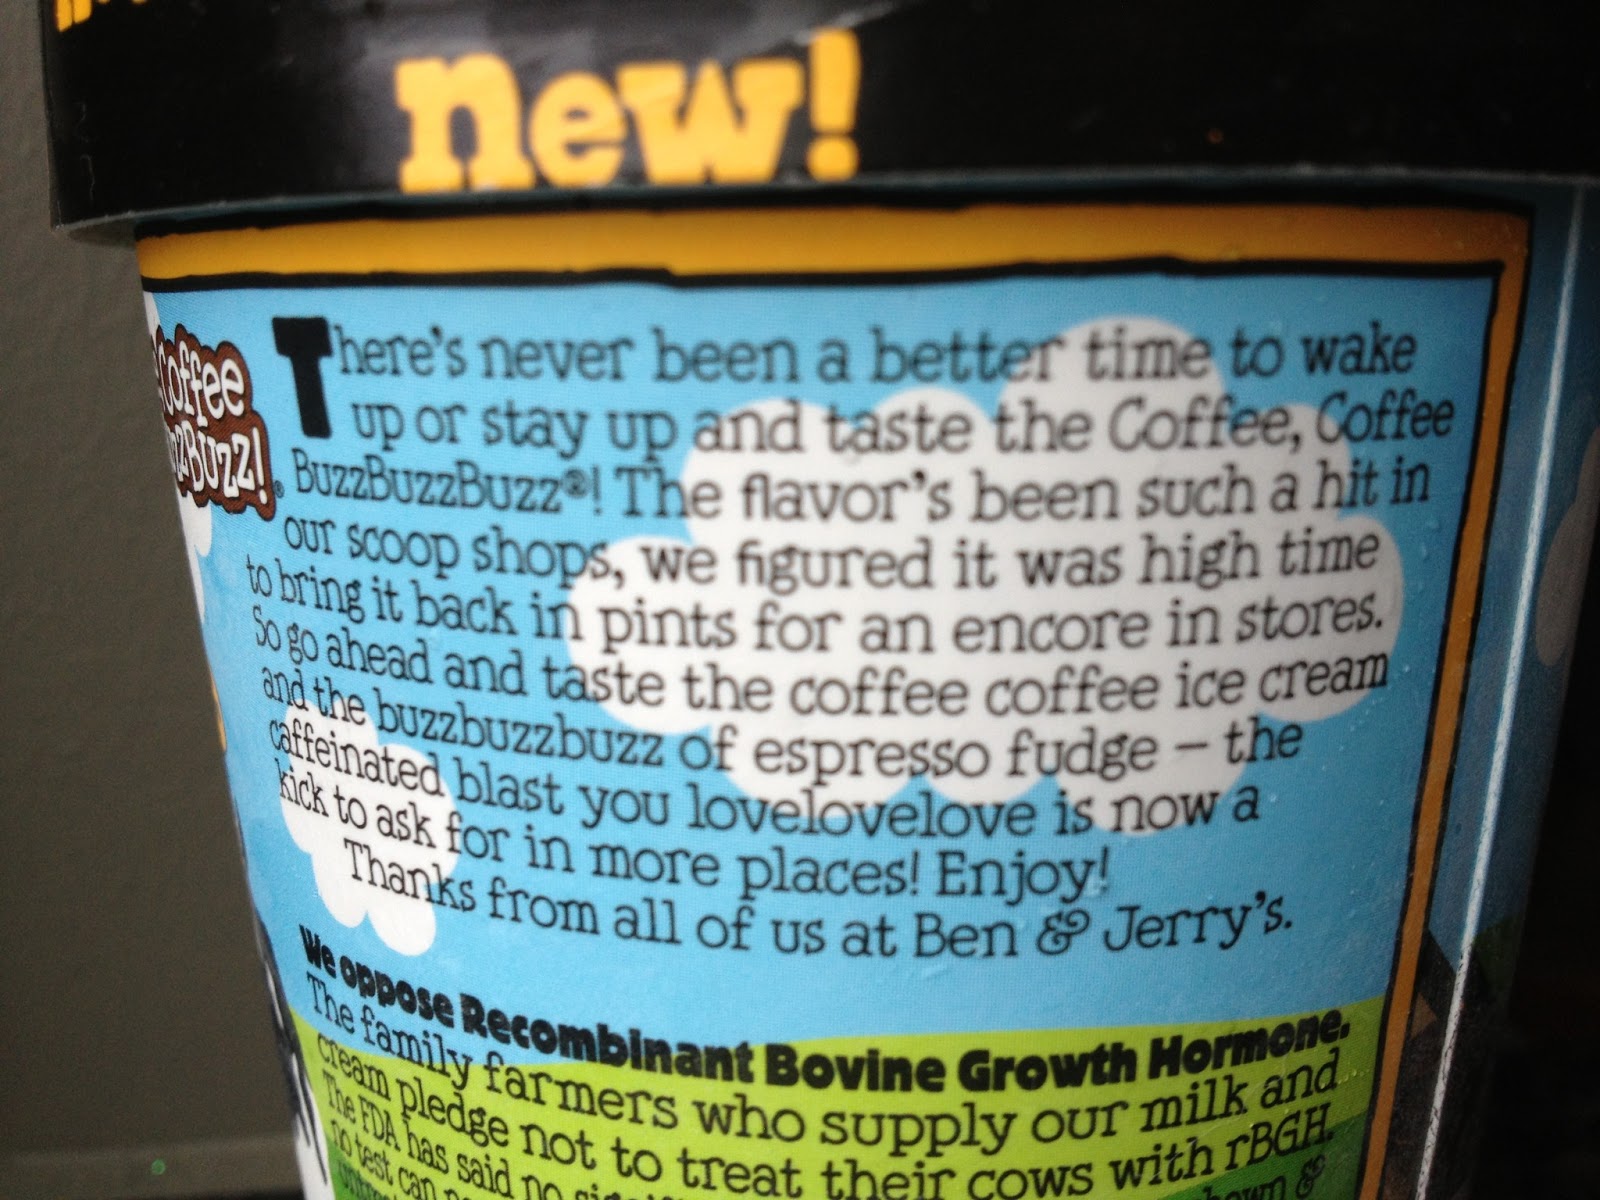 new!
Coffee
zzBuzz!®
There's never been a better time to wake
up or stay up and taste the Coffee, Coffee
BuzzBuzzBuzz®! The flavor's been such a hit in
our scoop shops, we figured it was high time
to bring it back in pints for an encore in stores.
So go ahead and taste the coffee coffee ice cream
and the buzzbuzzbuzz of espresso fudge – the
caffeinated blast you lovelovelove is now a
kick to ask for in more places! Enjoy!
Thanks from all of us at Ben & Jerry's.
We oppose Recombinant Bovine Growth Hormone.
The family farmers who supply our milk and
cream pledge not to treat their cows with rBGH.
The FDA has said no
no test can &